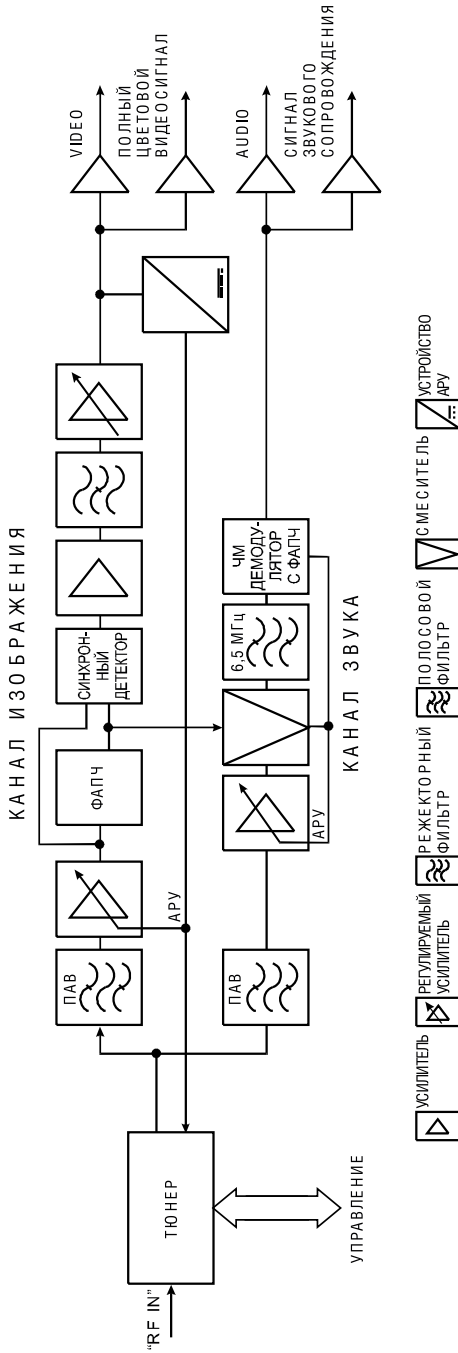 КАНАЛ ИЗОБРАЖЕНИЯ
"RF IN"
ТЮНЕР
УПРАВЛЕНИЕ
ПАВ
АРУ
ФАПЧ
СИНХРОН-
НЫЙ
ДЕТЕКТОР
VIDEO
ПОЛНЫЙ
ЦВЕТОВОЙ
ВИДЕОСИГНАЛ
ПАВ
АРУ
6,5 МГц
ЧМ
ДЕМОДУ-
ЛЯТОР
С ФАПЧ
AUDIO
СИГНАЛ
ЗВУКОВОГО
СОПРОВОЖДЕНИЯ
КАНАЛ ЗВУКА
УСИЛИТЕЛЬ
РЕГУЛИРУЕМЫЙ
УСИЛИТЕЛЬ
РЕЖЕКТОРНЫЙ
ФИЛЬТР
ПОЛОСОВОЙ
ФИЛЬТР
СМЕСИТЕЛЬ
УСТРОЙСТВО
АРУ